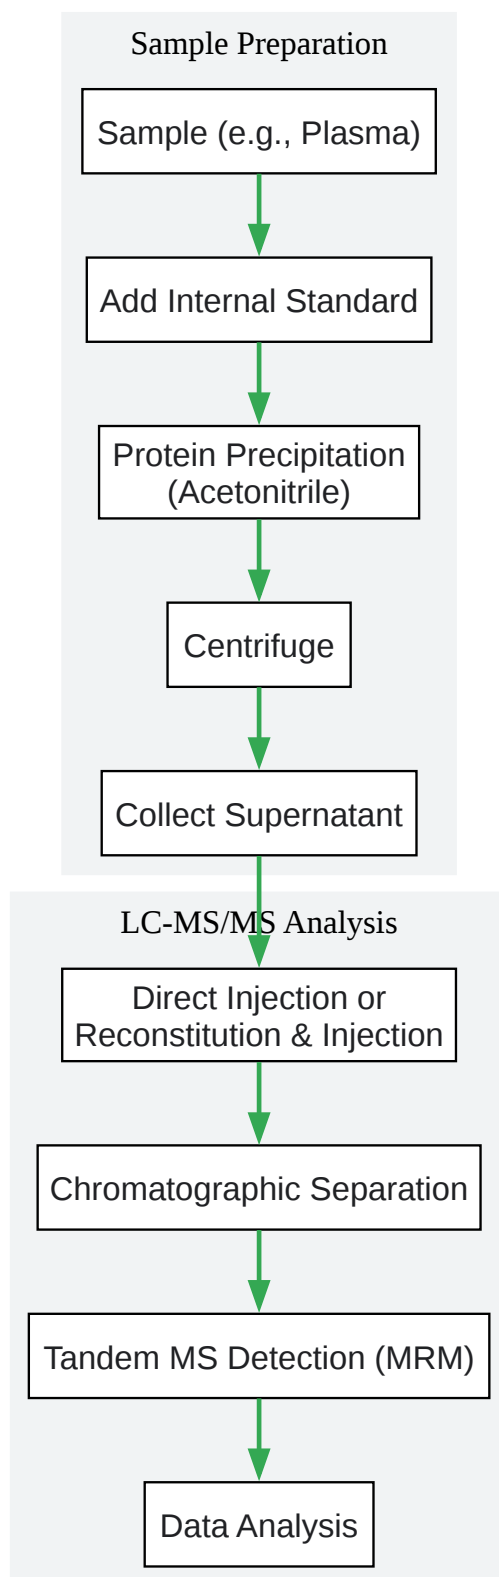 Sample Preparation
Sample (e.g., Plasma)
Add Internal Standard
Protein Precipitation
(Acetonitrile)
Centrifuge
Collect Supernatant
LC-MS/MS Analysis
Direct Injection or
Reconstitution & Injection
Chromatographic Separation
Tandem MS Detection (MRM)
Data Analysis